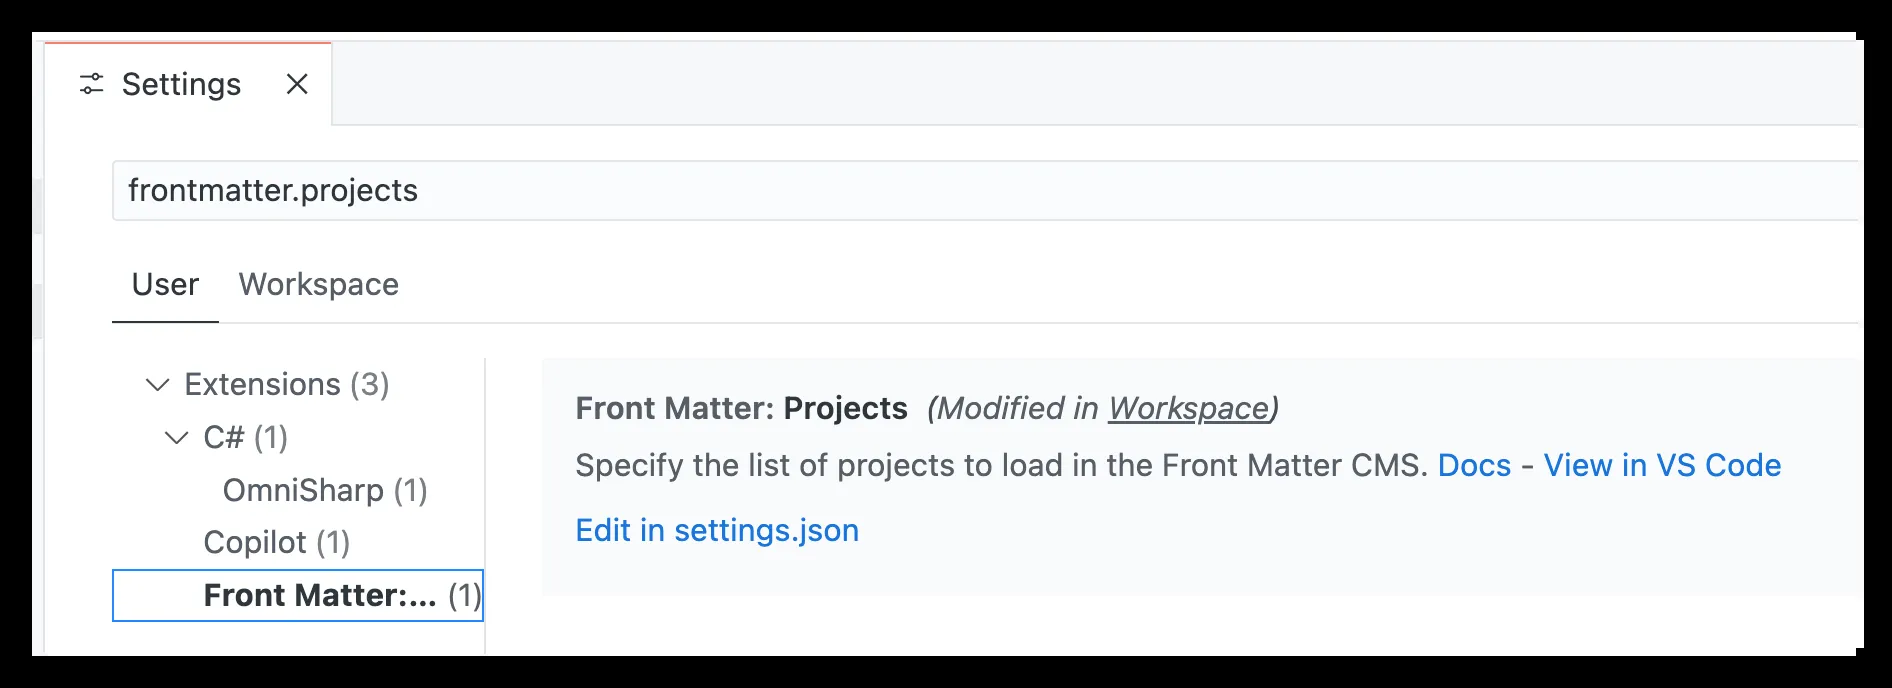 Settings
frontmatter.projects
User Workspace
Extensions (3)
C# (1)
OmniSharp (1)
Copilot (1)
Front Matter:... (1)
Front Matter: Projects (Modified in Workspace)
Specify the list of projects to load in the Front Matter CMS. Docs - View in VS Code
Edit in settings.json